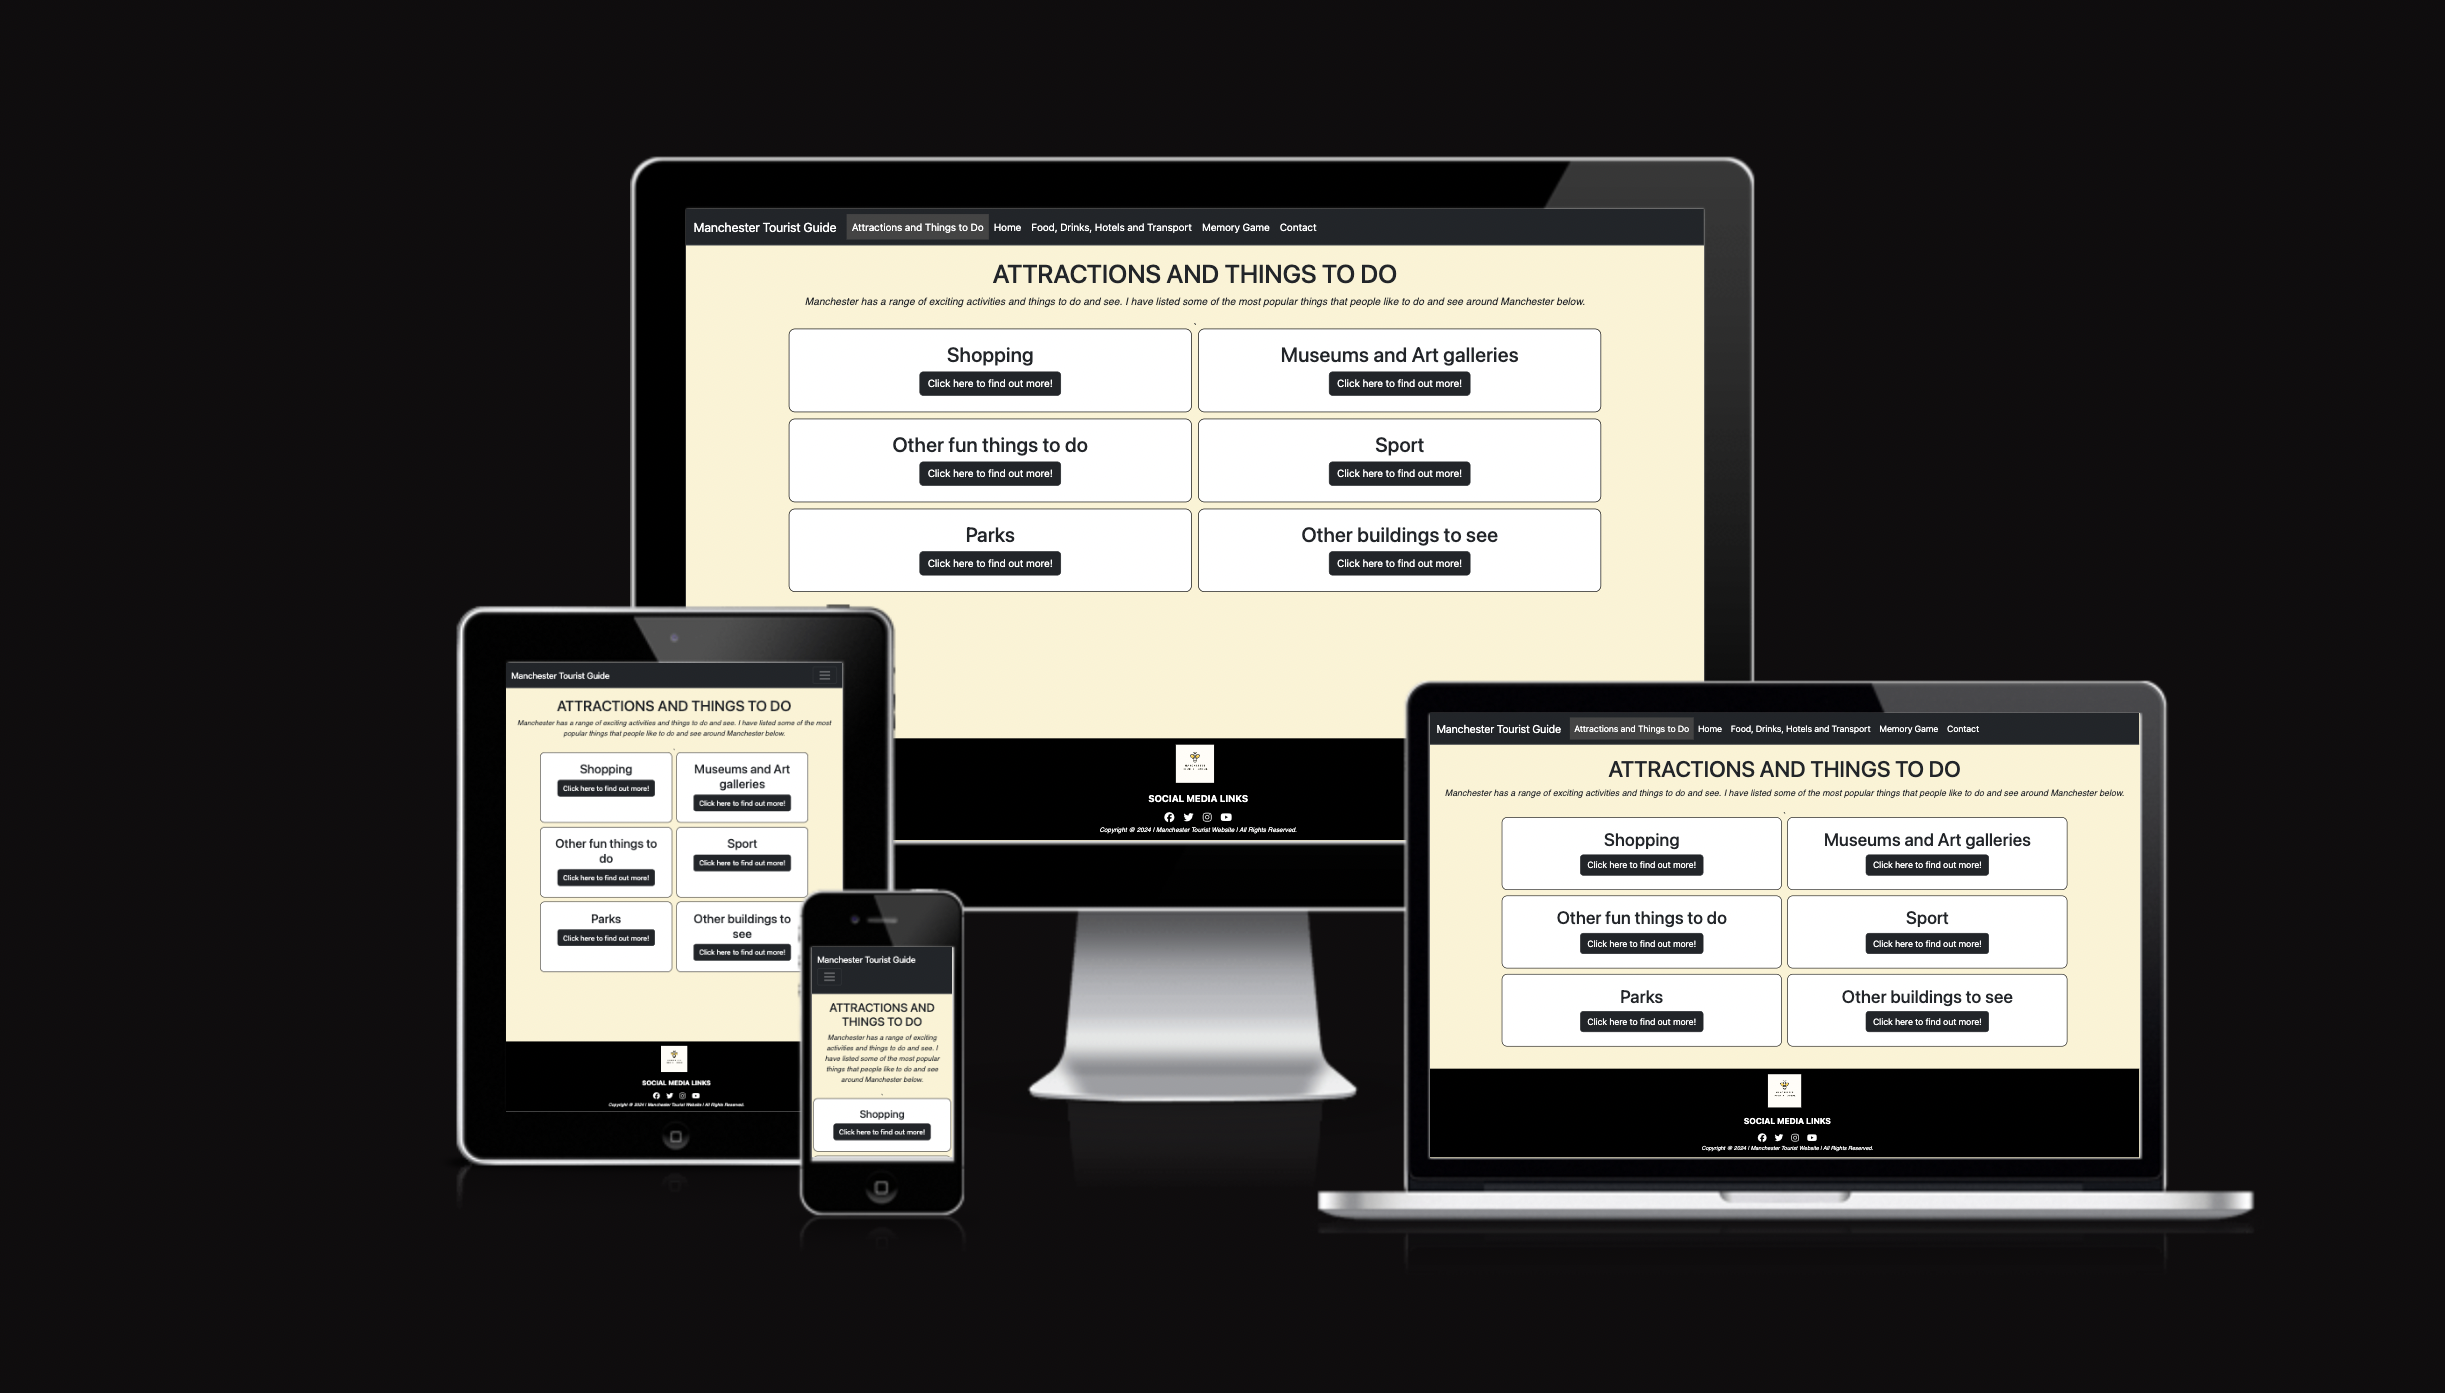 Manchester Tourist Guide Attractions and Things to Do Home Food, Drinks, Hotels and Transport Memory Game Contact
ATTRACTIONS AND THINGS TO DO
Manchester has a range of exciting activities and things to do and see. I have listed some of the most popular things that people like to do and see around Manchester below.
Shopping
Click here to find out more!
Museums and Art galleries
Click here to find out more!
Other fun things to do
Click here to find out more!
Sport
Click here to find out more!
Parks
Click here to find out more!
Other buildings to see
Click here to find out more!
SOCIAL MEDIA LINKS
Copyright © 2024 | Manchester Tourist Website | All Rights Reserved.
Manchester Tourist Guide
ATTRACTIONS AND THINGS TO DO
Manchester has a range of exciting activities and things to do and see. I have listed some of the most
popular things that people like to do and see around Manchester below.
Shopping
Click here to find out more!
Museums and Art
galleries
Click here to find out more!
Other fun things to
do
Click here to find out more!
Sport
Click here to find out more!
Parks
Click here to find out more!
Other buildings to
see
Click here to find out more!
SOCIAL MEDIA LINKS
Copyright © 2024 | Manchester Tourist Website | All Rights Reserved.
Manchester Tourist Guide
ATTRACTIONS AND
THINGS TO DO
Manchester has a range of exciting
activities and things to do and see. I
have listed some of the most popular
things that people like to do and see
around Manchester below.
Shopping
Click here to find out more!
Manchester Tourist Guide Attractions and Things to Do Home Food, Drinks, Hotels and Transport Memory Game Contact
ATTRACTIONS AND THINGS TO DO
Manchester has a range of exciting activities and things to do and see. I have listed some of the most popular things that people like to do and see around Manchester below.
Shopping
Click here to find out more!
Museums and Art galleries
Click here to find out more!
Other fun things to do
Click here to find out more!
Sport
Click here to find out more!
Parks
Click here to find out more!
Other buildings to see
Click here to find out more!
SOCIAL MEDIA LINKS
Copyright © 2024 | Manchester Tourist Website | All Rights Reserved.